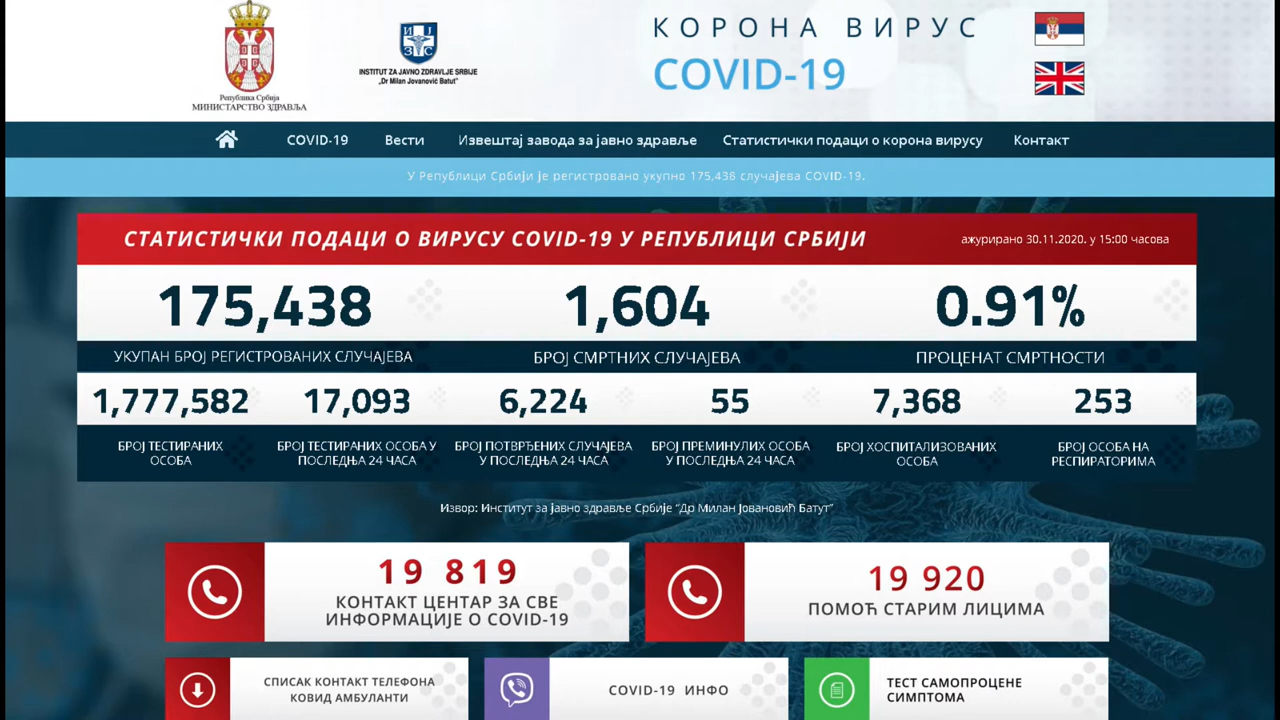 КОРОНА ВИРУС
COVID-19
Република Србија
МИНИСТАРСТВО ЗДРАВЉА
ИЈЗС
INSTITUT ZA JAVNO ZDRAVLJE SRBIJE
„Dr Milan Jovanović Batut"
COVID-19 Вести Извештај завода за јавно здравље Статистички подаци о корона вирусу Контакт
У Републици Србији је регистровано укупно 175,438 случајева COVID-19.
СТАТИСТИЧКИ ПОДАЦИ О ВИРУСУ COVID-19 У РЕПУБЛИЦИ СРБИЈИ
ажурирано 30.11.2020. у 15:00 часова
175,438 1,604 0.91%
УКУПАН БРОЈ РЕГИСТРОВАНИХ СЛУЧАЈЕВА БРОЈ СМРТНИХ СЛУЧАЈЕВА ПРОЦЕНАТ СМРТНОСТИ
1,777,582 17,093 6,224 55 7,368 253
БРОЈ ТЕСТИРАНИХ
ОСОБА
БРОЈ ТЕСТИРАНИХ ОСОБА У
ПОСЛЕДЊА 24 ЧАСА
БРОЈ ПОТВРЂЕНИХ СЛУЧАЈЕВА
У ПОСЛЕДЊА 24 ЧАСА
БРОЈ ПРЕМИНУЛИХ ОСОБА
У ПОСЛЕДЊА 24 ЧАСА
БРОЈ ХОСПИТАЛИЗОВАНИХ
ОСОБА
БРОЈ ОСОБА НА
РЕСПИРАТОРИМА
Извор: Институт за јавно здравље Србије "Др Милан Јовановић Батут"
19 819
КОНТАКТ ЦЕНТАР ЗА СВЕ
ИНФОРМАЦИЈЕ О COVID-19
19 920
ПОМОЋ СТАРИМ ЛИЦИМА
СПИСАК КОНТАКТ ТЕЛЕФОНА
КОВИД АМБУЛАНТИ
COVID-19 ИНФО
ТЕСТ САМОПРОЦЕНЕ
СИМПТОМА